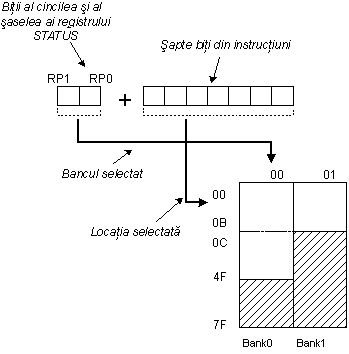 Biţii al cincilea şi al
şaselea ai registrului
STATUS
Şapte biţi din instrucţiuni
RP1 RP0
+
Bancul selectat
Locaţia selectată
00 01
00
0B
0C
4F
7F
Bank0 Bank1